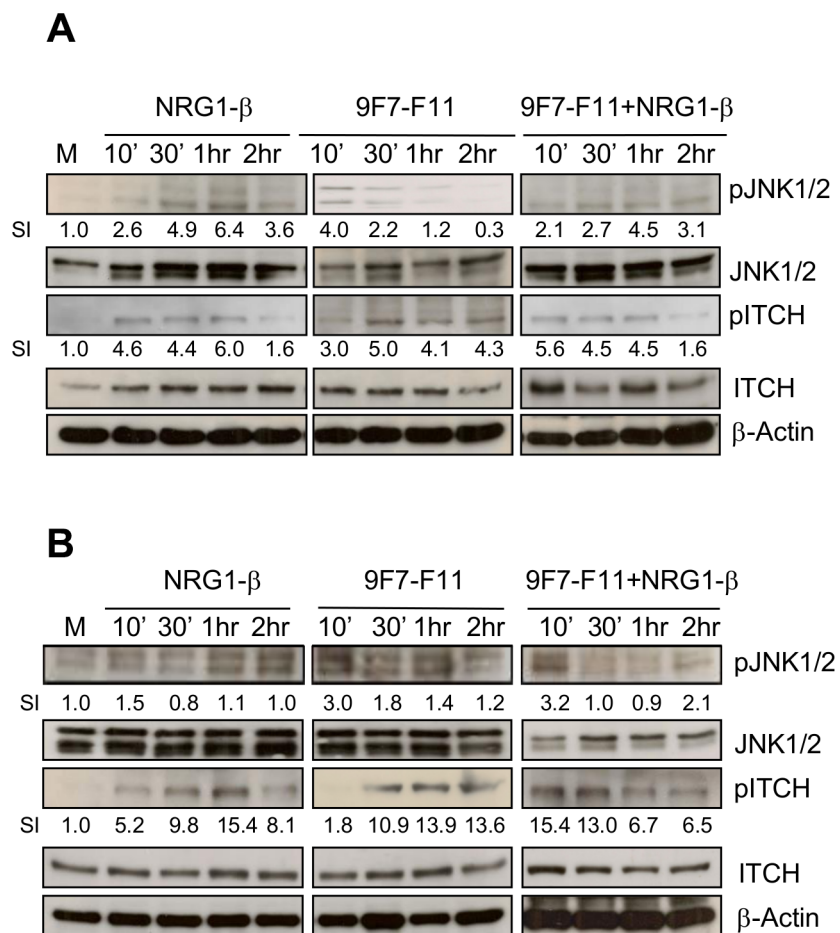 A
NRG1-β 9F7-F11 9F7-F11+NRG1-β
M 10’ 30’ 1hr 2hr 10’ 30’ 1hr 2hr 10’ 30’ 1hr 2hr
pJNK1/2
SI 1.0 2.6 4.9 6.4 3.6 4.0 2.2 1.2 0.3 2.1 2.7 4.5 3.1
JNK1/2
pITCH
SI 1.0 4.6 4.4 6.0 1.6 3.0 5.0 4.1 4.3 5.6 4.5 4.5 1.6
ITCH
β-Actin
B
NRG1-β 9F7-F11 9F7-F11+NRG1-β
M 10’ 30’ 1hr 2hr 10’ 30’ 1hr 2hr 10’ 30’ 1hr 2hr
pJNK1/2
SI 1.0 1.5 0.8 1.1 1.0 3.0 1.8 1.4 1.2 3.2 1.0 0.9 2.1
JNK1/2
pITCH
SI 1.0 5.2 9.8 15.4 8.1 1.8 10.9 13.9 13.6 15.4 13.0 6.7 6.5
ITCH
β-Actin